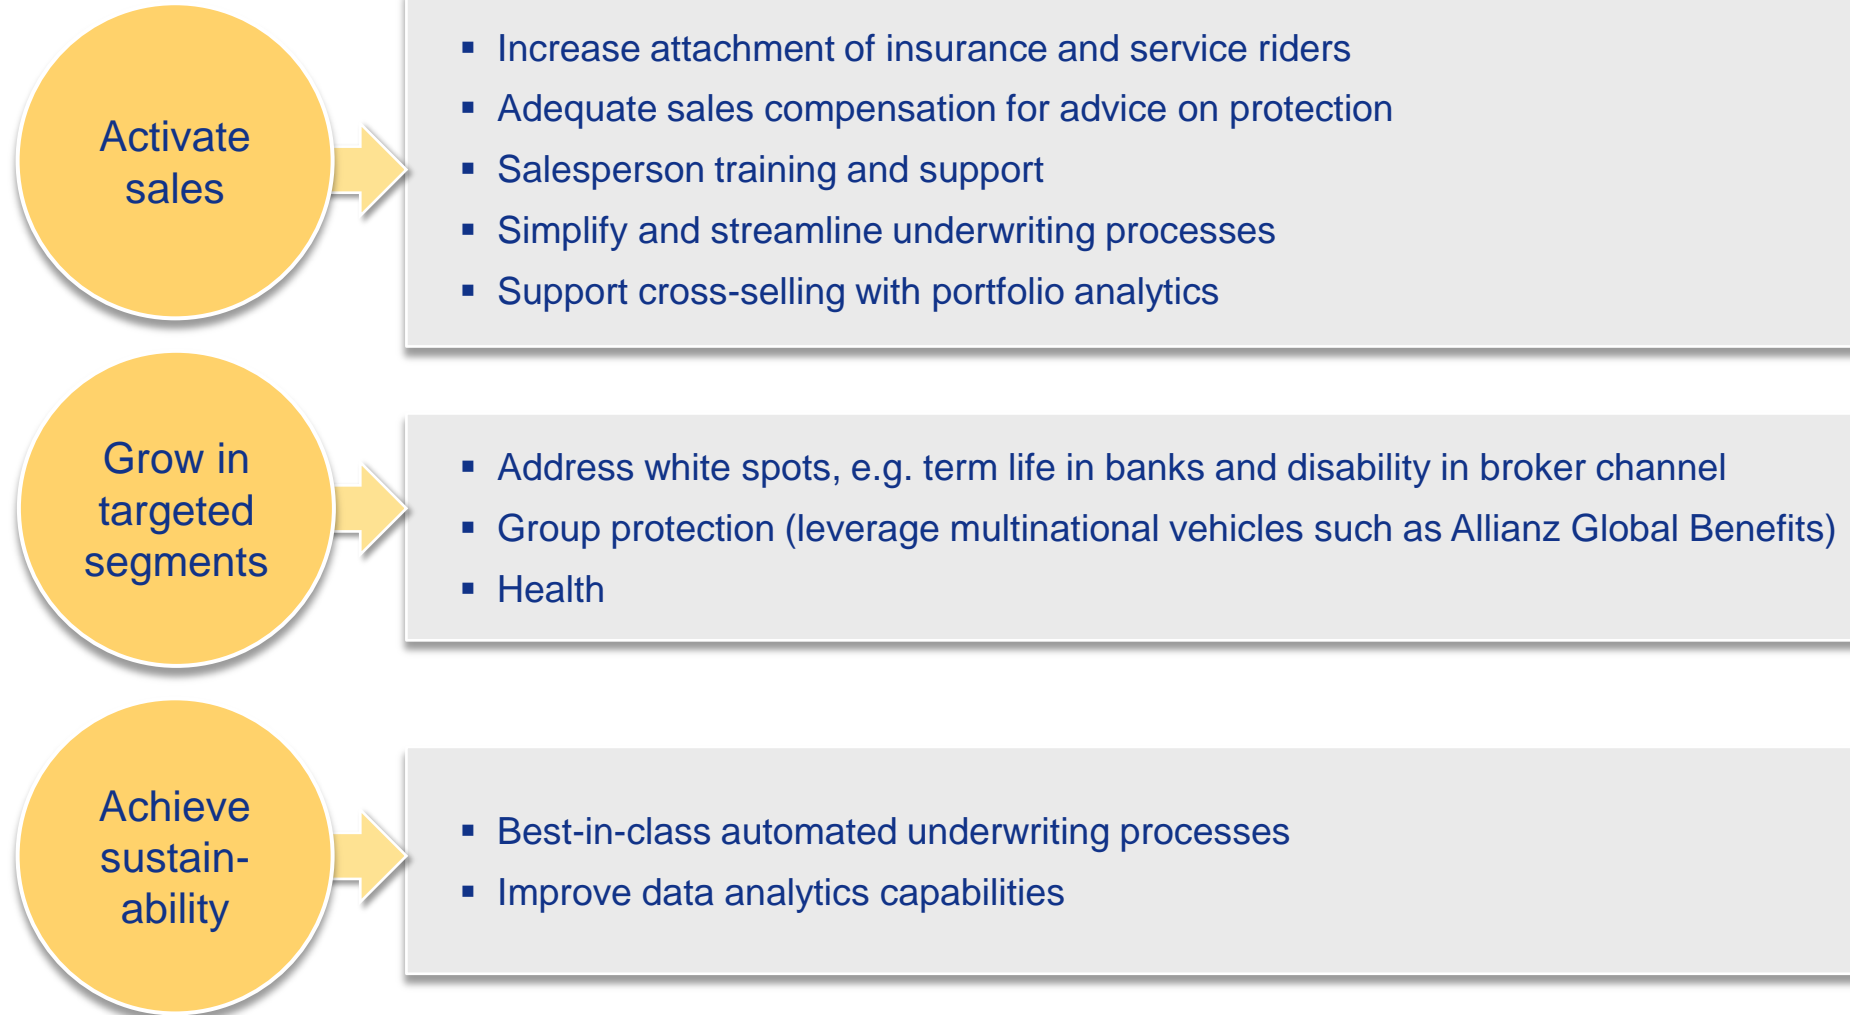 Activate
sales
▪ Increase attachment of insurance and service riders
▪ Adequate sales compensation for advice on protection
▪ Salesperson training and support
▪ Simplify and streamline underwriting processes
▪ Support cross-selling with portfolio analytics
Grow in
targeted
segments
▪ Address white spots, e.g. term life in banks and disability in broker channel
▪ Group protection (leverage multinational vehicles such as Allianz Global Benefits)
▪ Health
Achieve
sustain-
ability
▪ Best-in-class automated underwriting processes
▪ Improve data analytics capabilities